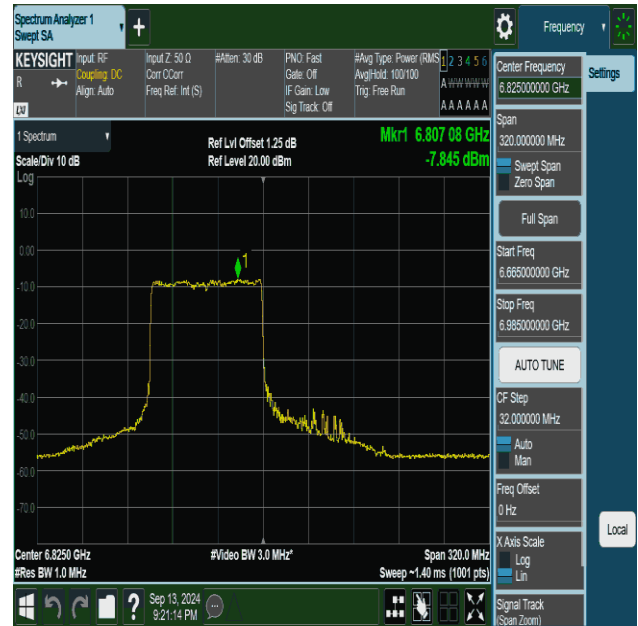 Spectrum Analyzer 1
Swept SA
+
Frequency
KEYSIGHT
R
LXI
Input: RF
Coupling: DC
Align: Auto
Input Z: 50 Ω
Corr CCorr
Freq Ref: Int (S)
#Atten: 30 dB
PNO: Fast
Gate: Off
IF Gain: Low
Sig Track: Off
#Avg Type: Power (RMS
Avg|Hold: 100/100
Trig: Free Run
1 2 3 4 5 6
A W W W W W
A A A A A A
1 Spectrum
Scale/Div 10 dB
Log
Ref Lvl Offset 1.25 dB
Ref Level 20.00 dBm
Mkr1 6.807 08 GHz
-7.845 dBm
1
10.0
0.00
-10.0
-20.0
-30.0
-40.0
-50.0
-60.0
-70.0
Center 6.8250 GHz
#Res BW 1.0 MHz
#Video BW 3.0 MHz*
Span 320.0 MHz
Sweep ~1.40 ms (1001 pts)
Center Frequency
6.825000000 GHz
Settings
Span
320.000000 MHz
Swept Span
Zero Span
Full Span
Start Freq
6.665000000 GHz
Stop Freq
6.985000000 GHz
AUTO TUNE
CF Step
32.000000 MHz
Auto
Man
Freq Offset
0 Hz
X Axis Scale
Log
Lin
Local
Signal Track
(Span Zoom)
?
Sep 13, 2024
9:21:14 PM